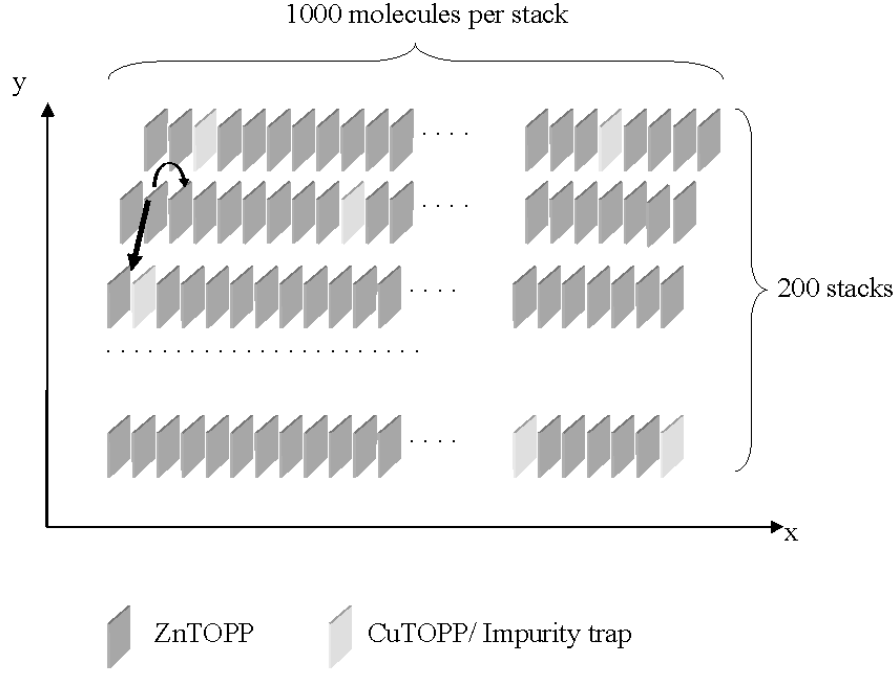 1000 molecules per stack
y
200 stacks
x
ZnTOPP
CuTOPP/ Impurity trap